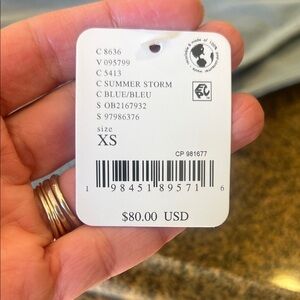 C 8636
V 095799
C 5413
C SUMMER STORM
C BLUE/BLEU
S OB2167932
S 97986376
size
XS
CP 981677
1 98451 89571 6
$80.00 USD